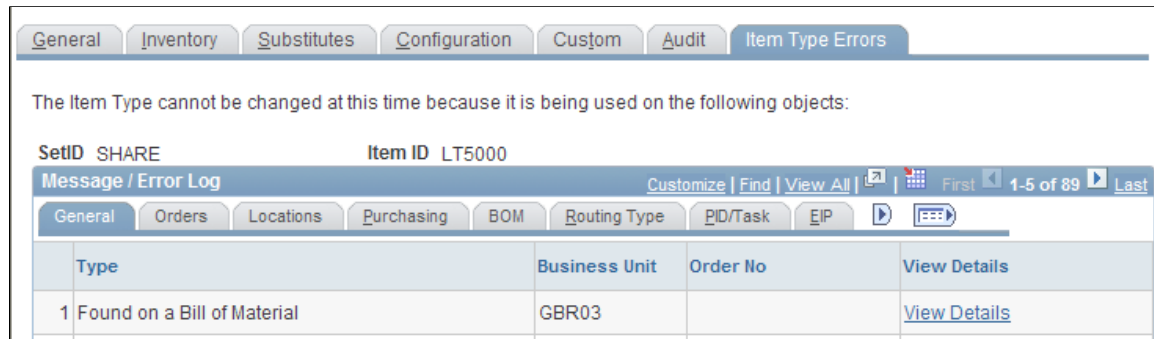 General Inventory Substitutes Configuration Custom Audit Item Type Errors
The Item Type cannot be changed at this time because it is being used on the following objects:
SetID SHARE Item ID LT5000
Message / Error Log Customize | Find | View All | | First 1-5 of 89 Last
General Orders Locations Purchasing BOM Routing Type PID/Task EIP
Type Business Unit Order No View Details
1 Found on a Bill of Material GBR03 View Details